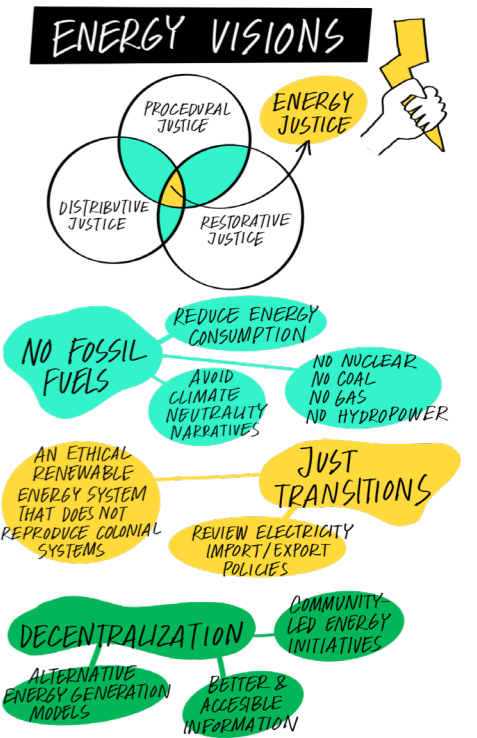 ENERGY VISIONS
PROCEDURAL
JUSTICE
ENERGY
JUSTICE
DISTRIBUTIVE
JUSTICE
RESTORATIVE
JUSTICE
NO FOSSIL
FUELS
REDUCE ENERGY
CONSUMPTION
AVOID
CLIMATE
NEUTRALITY
NARRATIVES
NO NUCLEAR
NO COAL
NO GAS
NO HYDROPOWER
AN ETHICAL
RENEWABLE
ENERGY SYSTEM
THAT DOES NOT
REPRODUCE COLONIAL
SYSTEMS
JUST
TRANSITIONS
REVIEW ELECTRICITY
IMPORT/EXPORT
POLICIES
DECENTRALIZATION
COMMUNITY-
LED ENERGY
INITIATIVES
ALTERNATIVE
ENERGY GENERATION
MODELS
BETTER &
ACCESIBLE
INFORMATION